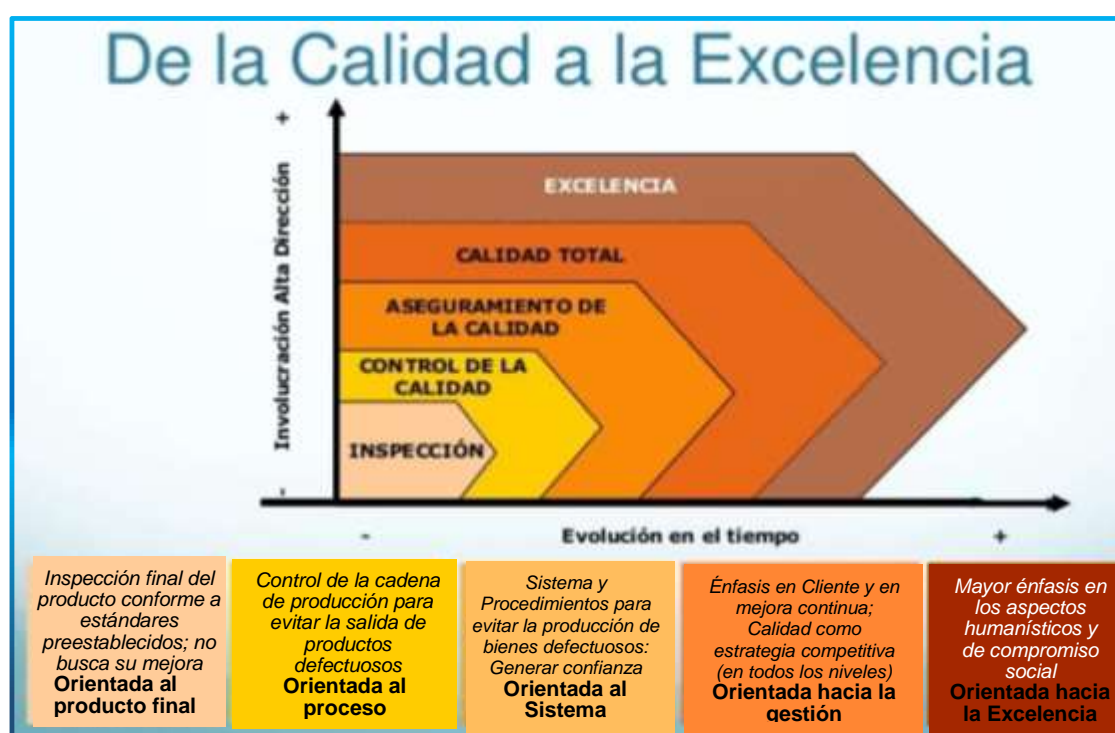 De la Calidad a la Excelencia
+
Involucración Alta Dirección
-
EXCELENCIA
CALIDAD TOTAL
ASEGURAMIENTO DE
LA CALIDAD
CONTROL DE LA
CALIDAD
INSPECCIÓN
-
Evolución en el tiempo
+
Inspección final del
producto conforme a
estándares
preestablecidos; no
busca su mejora
Orientada al
producto final
Control de la cadena
de producción para
evitar la salida de
productos
defectuosos
Orientada al
proceso
Sistema y
Procedimientos para
evitar la producción de
bienes defectuosos:
Generar confianza
Orientada al
Sistema
Énfasis en Cliente y en
mejora continua;
Calidad como
estrategia competitiva
(en todos los niveles)
Orientada hacia la
gestión
Mayor énfasis en
los aspectos
humanísticos y
de compromiso
social
Orientada hacia
la Excelencia